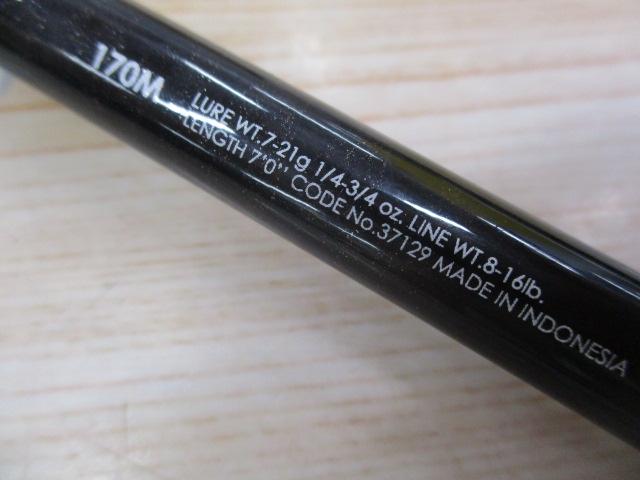 170M
LURE WT.7-21g 1/4-3/4 oz. LINE WT.8-16lb.
LENGTH 7'0" CODE No.37129 MADE IN INDONESIA